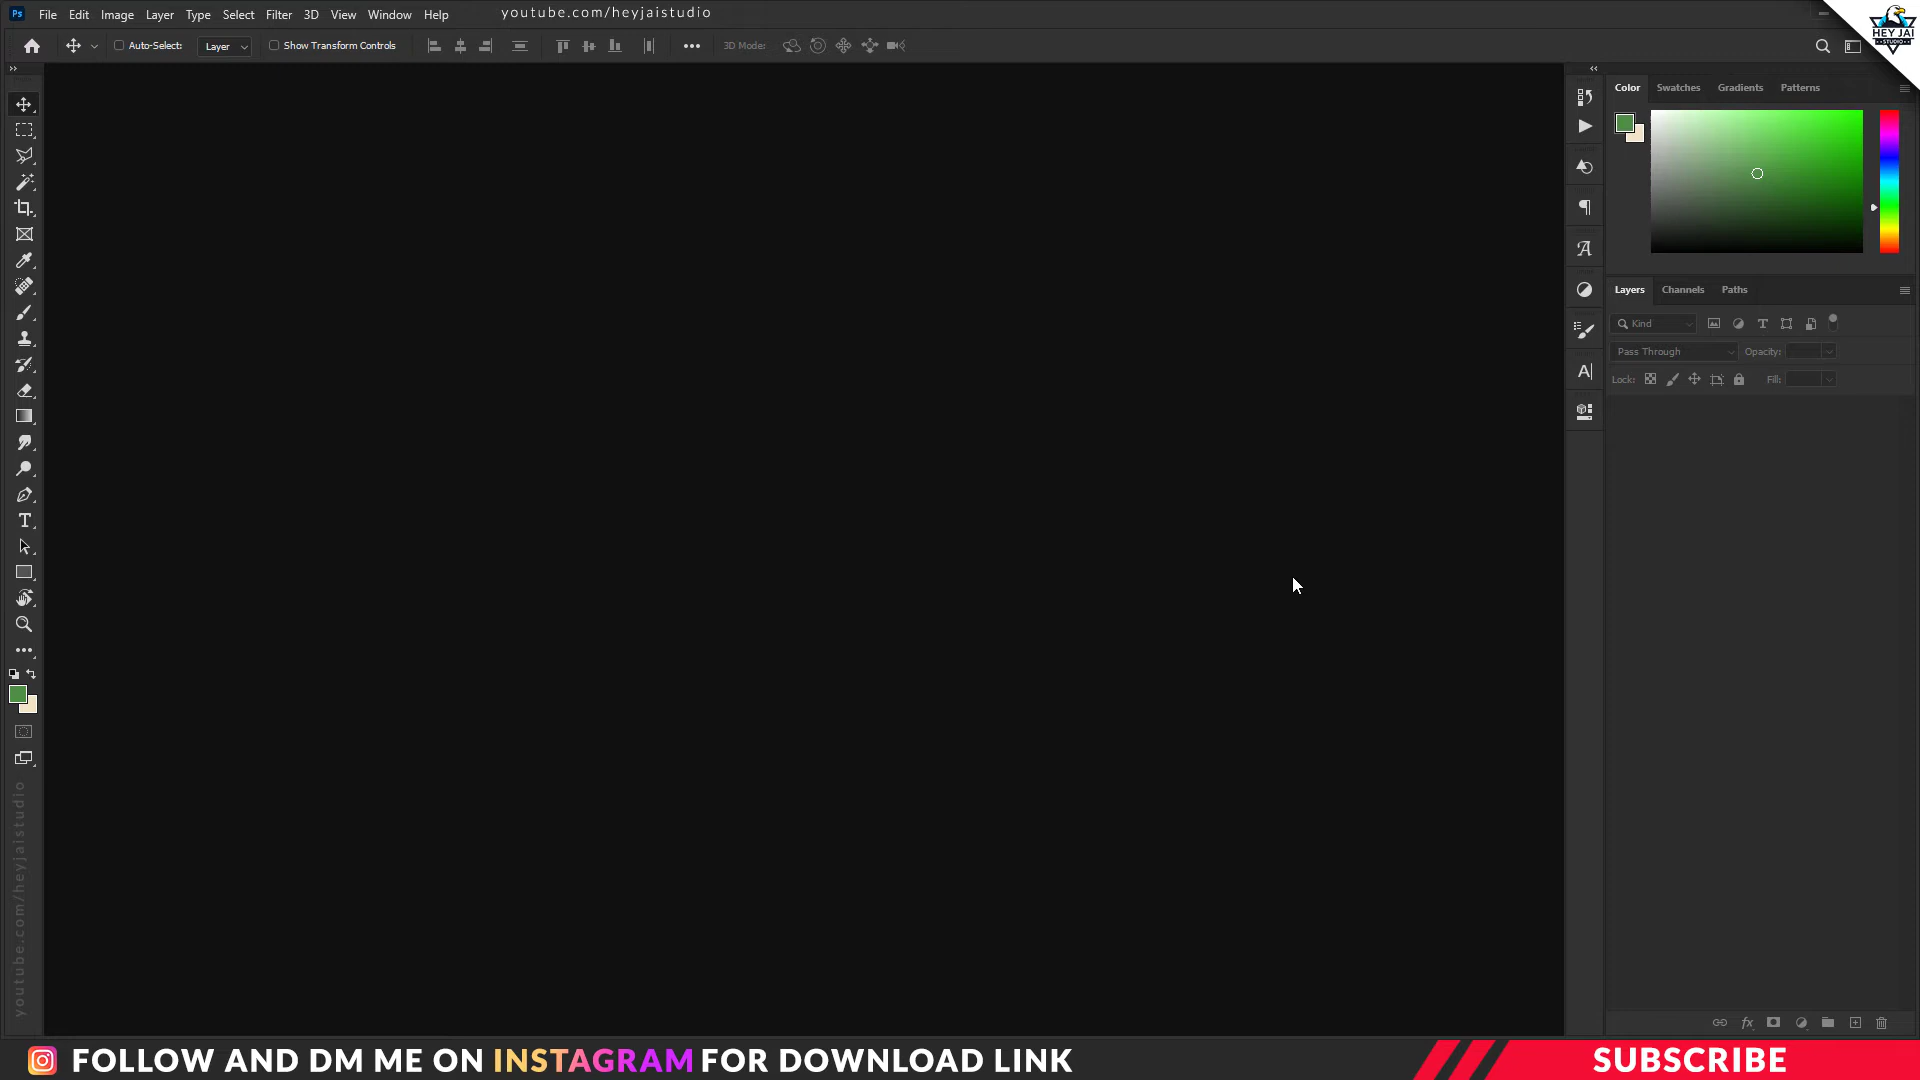 Ps File Edit Image Layer Type Select Filter 3D View Window Help youtube.com/heyjaistudio
HEY JAI
STUDIO
Auto-Select: Layer Show Transform Controls 3D Mode:
Color Swatches Gradients Patterns
Layers Channels Paths
Kind
Pass Through Opacity:
Lock: Fill:
youtube.com/heyjaistudio
FOLLOW AND DM ME ON INSTAGRAM FOR DOWNLOAD LINK
SUBSCRIBE